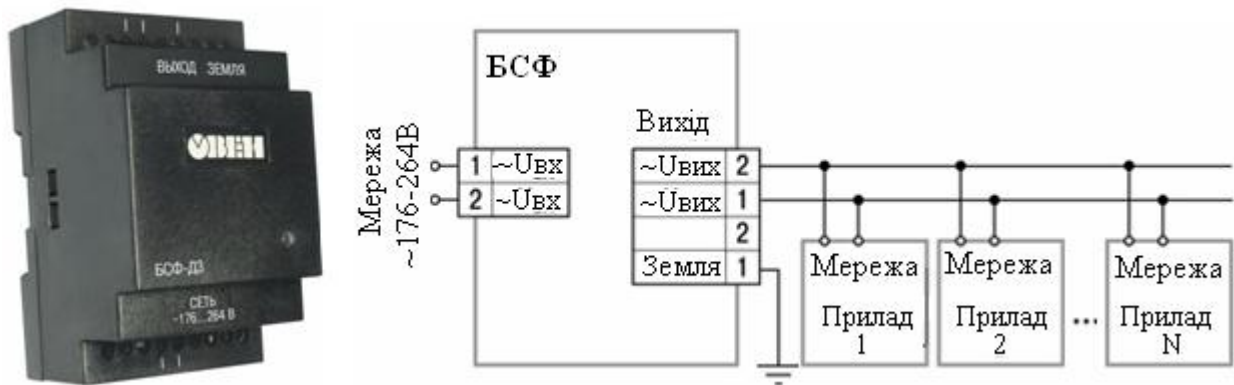 ВЫХОД ЗЕМЛЯ
ОВЕН
БСФ-Д3
СЕТЬ
~176...264 В
Мережа
~176-264В
БСФ
1 ~Uвх
2 ~Uвх
Вихід
~Uвих 2
~Uвих 1
2
Земля 1
Мережа
Прилад
1
Мережа
Прилад
2
...
Мережа
Прилад
N